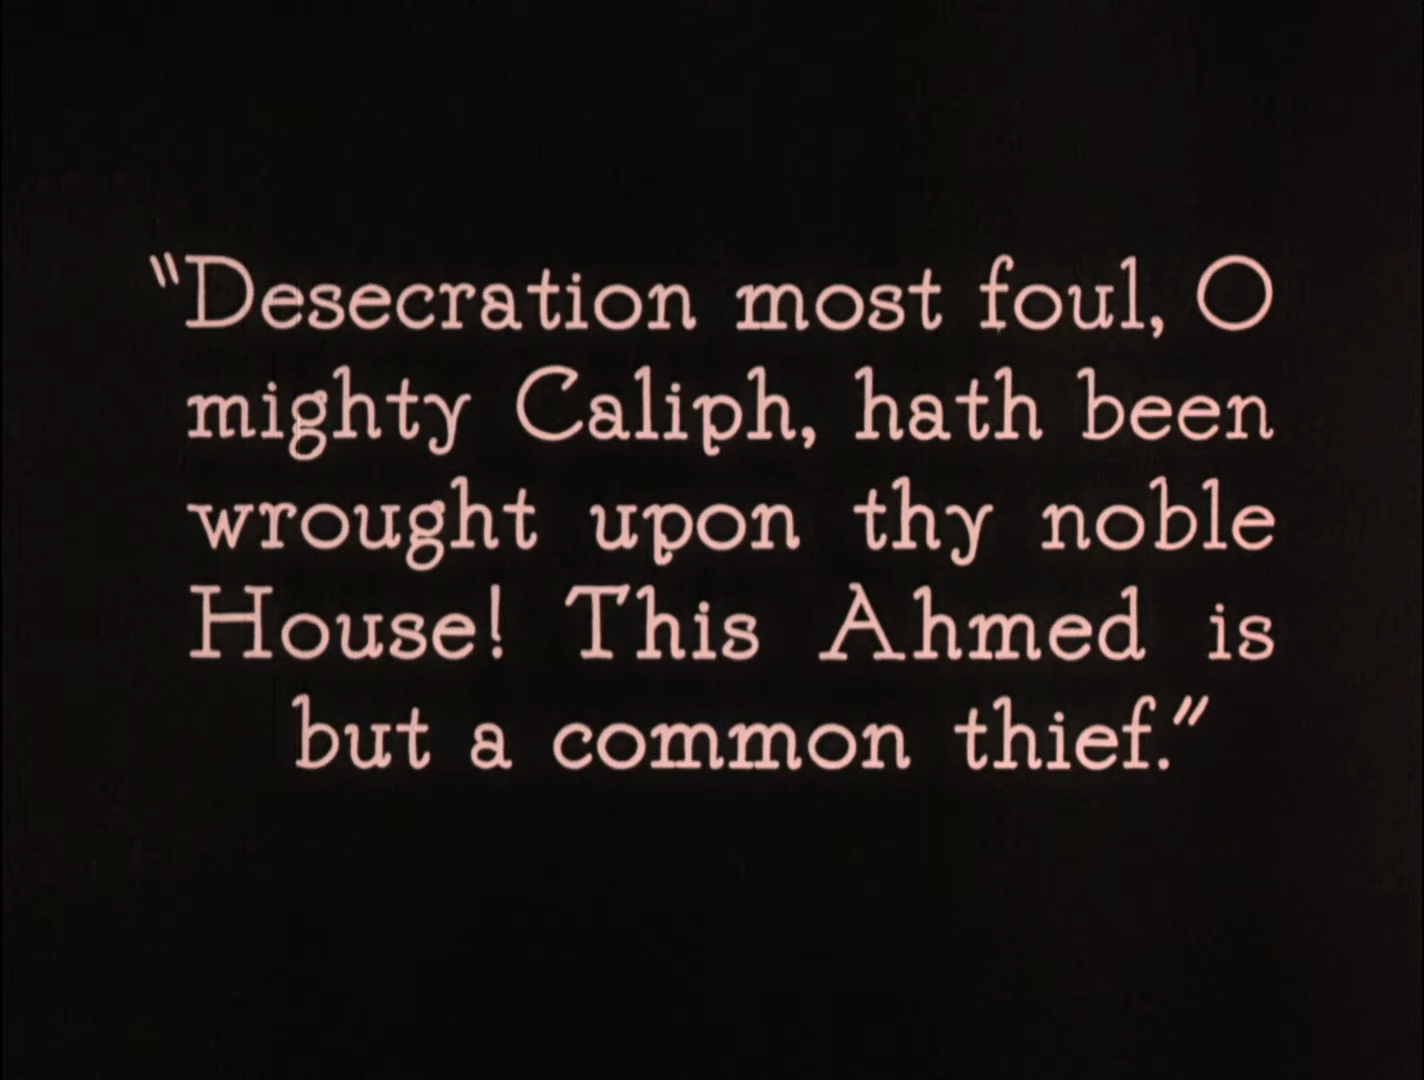 "Desecration most foul, O
mighty Caliph, hath been
wrought upon thy noble
House! This Ahmed is
but a common thief."